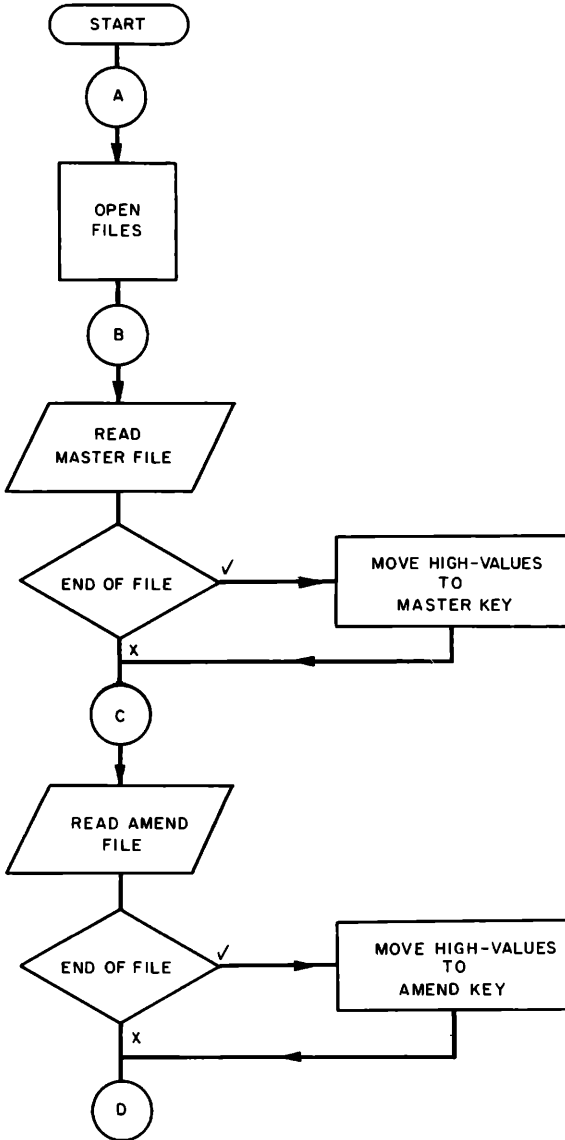 START
A
OPEN
FILES
B
READ
MASTER FILE
END OF FILE
✓
MOVE HIGH-VALUES
TO
MASTER KEY
X
C
READ AMEND
FILE
END OF FILE
✓
MOVE HIGH-VALUES
TO
AMEND KEY
X
D